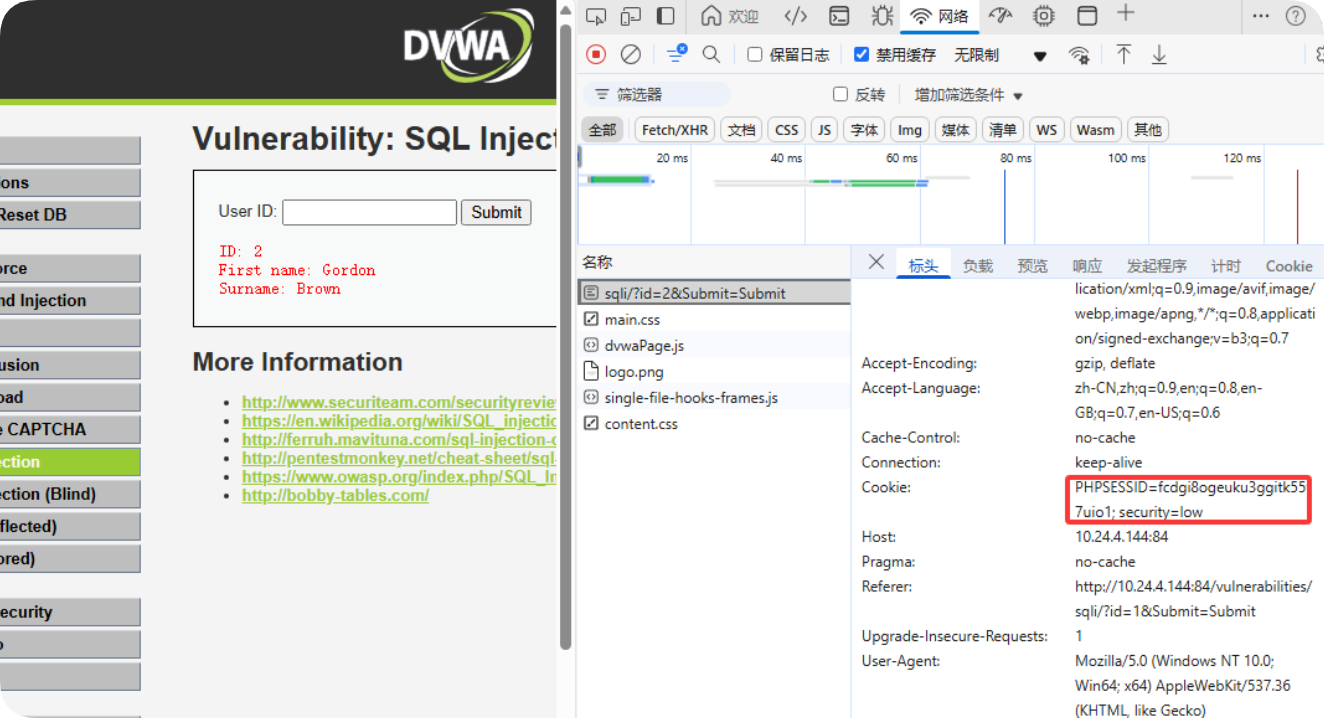 DVWA
ons
Reset DB
orce
nd Injection
usion
oad
e CAPTCHA
ection
ection (Blind)
flected)
ored)
ecurity
o
Vulnerability: SQL Inject
User ID:
Submit
ID: 2
First name: Gordon
Surname: Brown
More Information
http://www.securiteam.com/securityrevie
https://en.wikipedia.org/wiki/SQL_injectio
http://ferruh.mavituna.com/sql-injection-c
http://pentestmonkey.net/cheat-sheet/sql-
https://www.owasp.org/index.php/SQL_In
http://bobby-tables.com/
欢迎
网络
保留日志
禁用缓存
无限制
筛选器
反转
增加筛选条件
全部 Fetch/XHR 文档 CSS JS 字体 Img 媒体 清单 WS Wasm 其他
20 ms 40 ms 60 ms 80 ms 100 ms 120 ms
名称
sqli/?id=2&Submit=Submit
main.css
dvwaPage.js
logo.png
single-file-hooks-frames.js
content.css
标头 负载 预览 响应 发起程序 计时 Cookie
lication/xml;q=0.9,image/avif,image/
webp,image/apng,*/*;q=0.8,applicati
on/signed-exchange;v=b3;q=0.7
Accept-Encoding: gzip, deflate
Accept-Language: zh-CN,zh;q=0.9,en;q=0.8,en-
GB;q=0.7,en-US;q=0.6
Cache-Control: no-cache
Connection: keep-alive
Cookie: PHPSESSID=fcdgi8ogeuku3ggitk55
7uio1; security=low
Host: 10.24.4.144:84
Pragma: no-cache
Referer: http://10.24.4.144:84/vulnerabilities/
sqli/?id=1&Submit=Submit
Upgrade-Insecure-Requests: 1
User-Agent: Mozilla/5.0 (Windows NT 10.0;
Win64; x64) AppleWebKit/537.36
(KHTML, like Gecko)